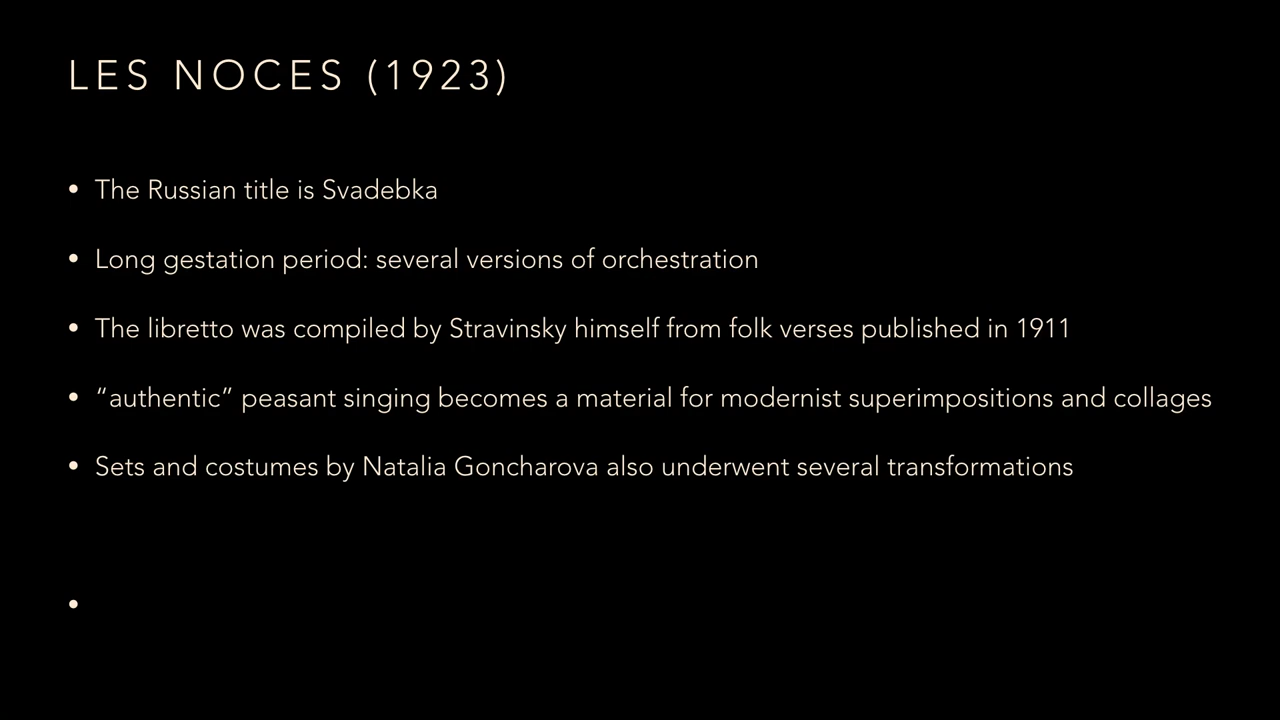 LES NOCES (1923)
• The Russian title is Svadebka
• Long gestation period: several versions of orchestration
• The libretto was compiled by Stravinsky himself from folk verses published in 1911
• “authentic” peasant singing becomes a material for modernist superimpositions and collages
• Sets and costumes by Natalia Goncharova also underwent several transformations
•